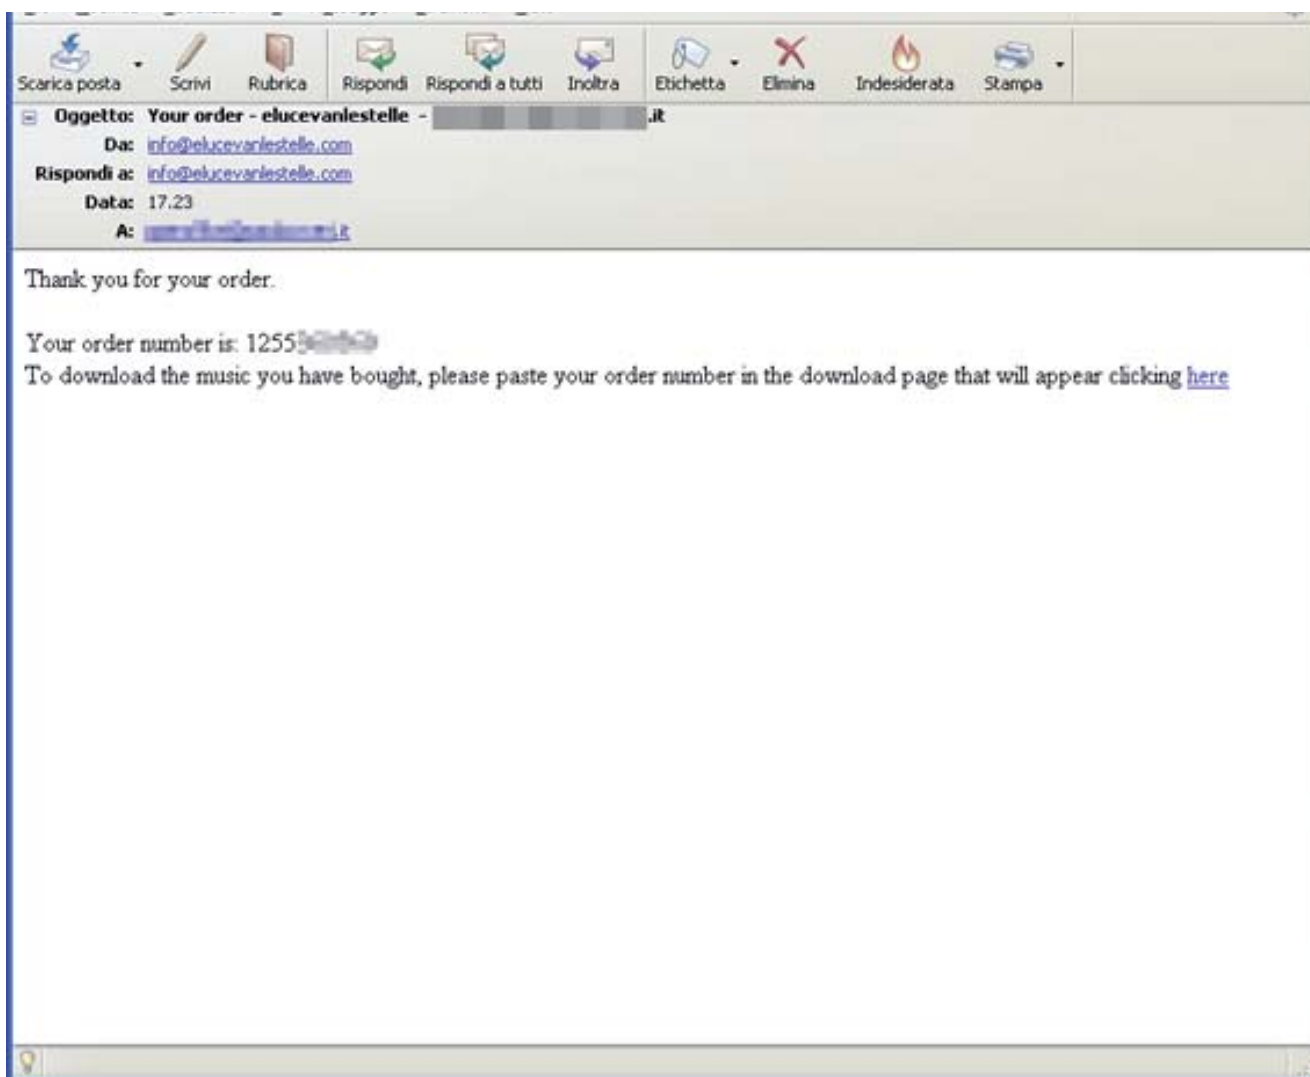 Scarica posta Scrivi Rubrica Rispondi Rispondi a tutti Inoltra Etichetta Elimina Indesiderata Stampa
Oggetto: Your order - elucevanlestelle - .it
Da: info@elucevanlestelle.com
Rispondi a: info@elucevanlestelle.com
Data: 17.23
A: .it
Thank you for your order.
Your order number is: 1255
To download the music you have bought, please paste your order number in the download page that will appear clicking here